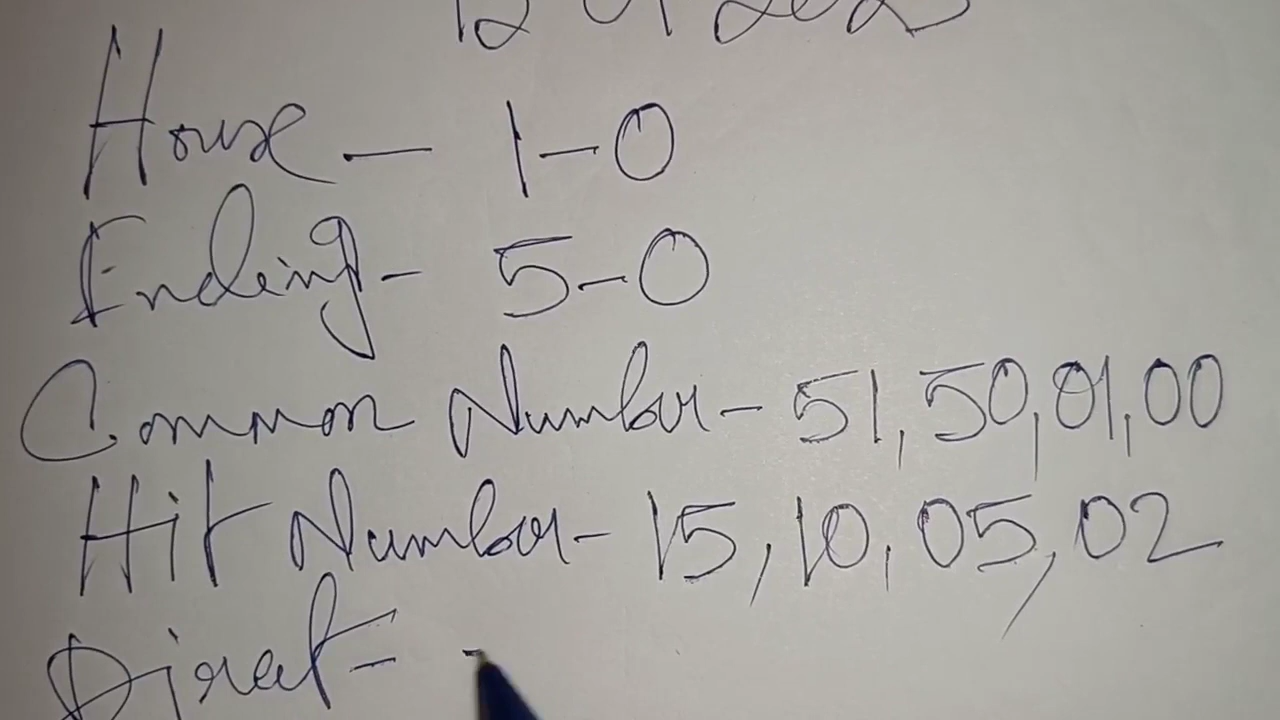 House - 1-0
Ending - 5-0
Common Number - 51, 50, 01, 00
Hit Number - 15, 10, 05, 02
Direct -